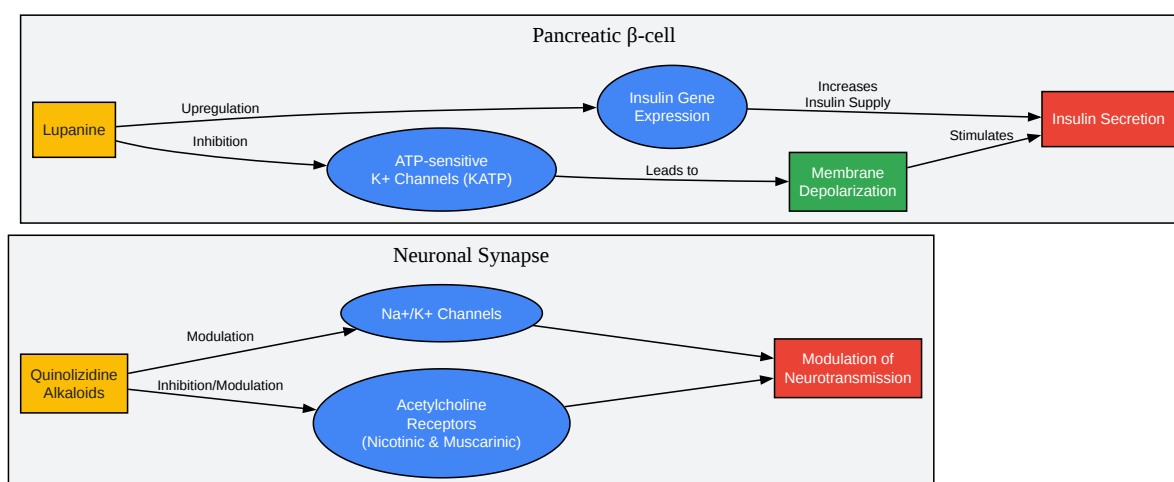 Pancreatic β-cell
Lupanine
Upregulation
Inhibition
Insulin Gene
Expression
ATP-sensitive
K+ Channels (KATP)
Increases
Insulin Supply
Leads to
Membrane
Depolarization
Stimulates
Insulin Secretion
Neuronal Synapse
Quinolizidine
Alkaloids
Modulation
Inhibition/Modulation
Na+/K+ Channels
Acetylcholine
Receptors
(Nicotinic & Muscarinic)
Modulation of
Neurotransmission